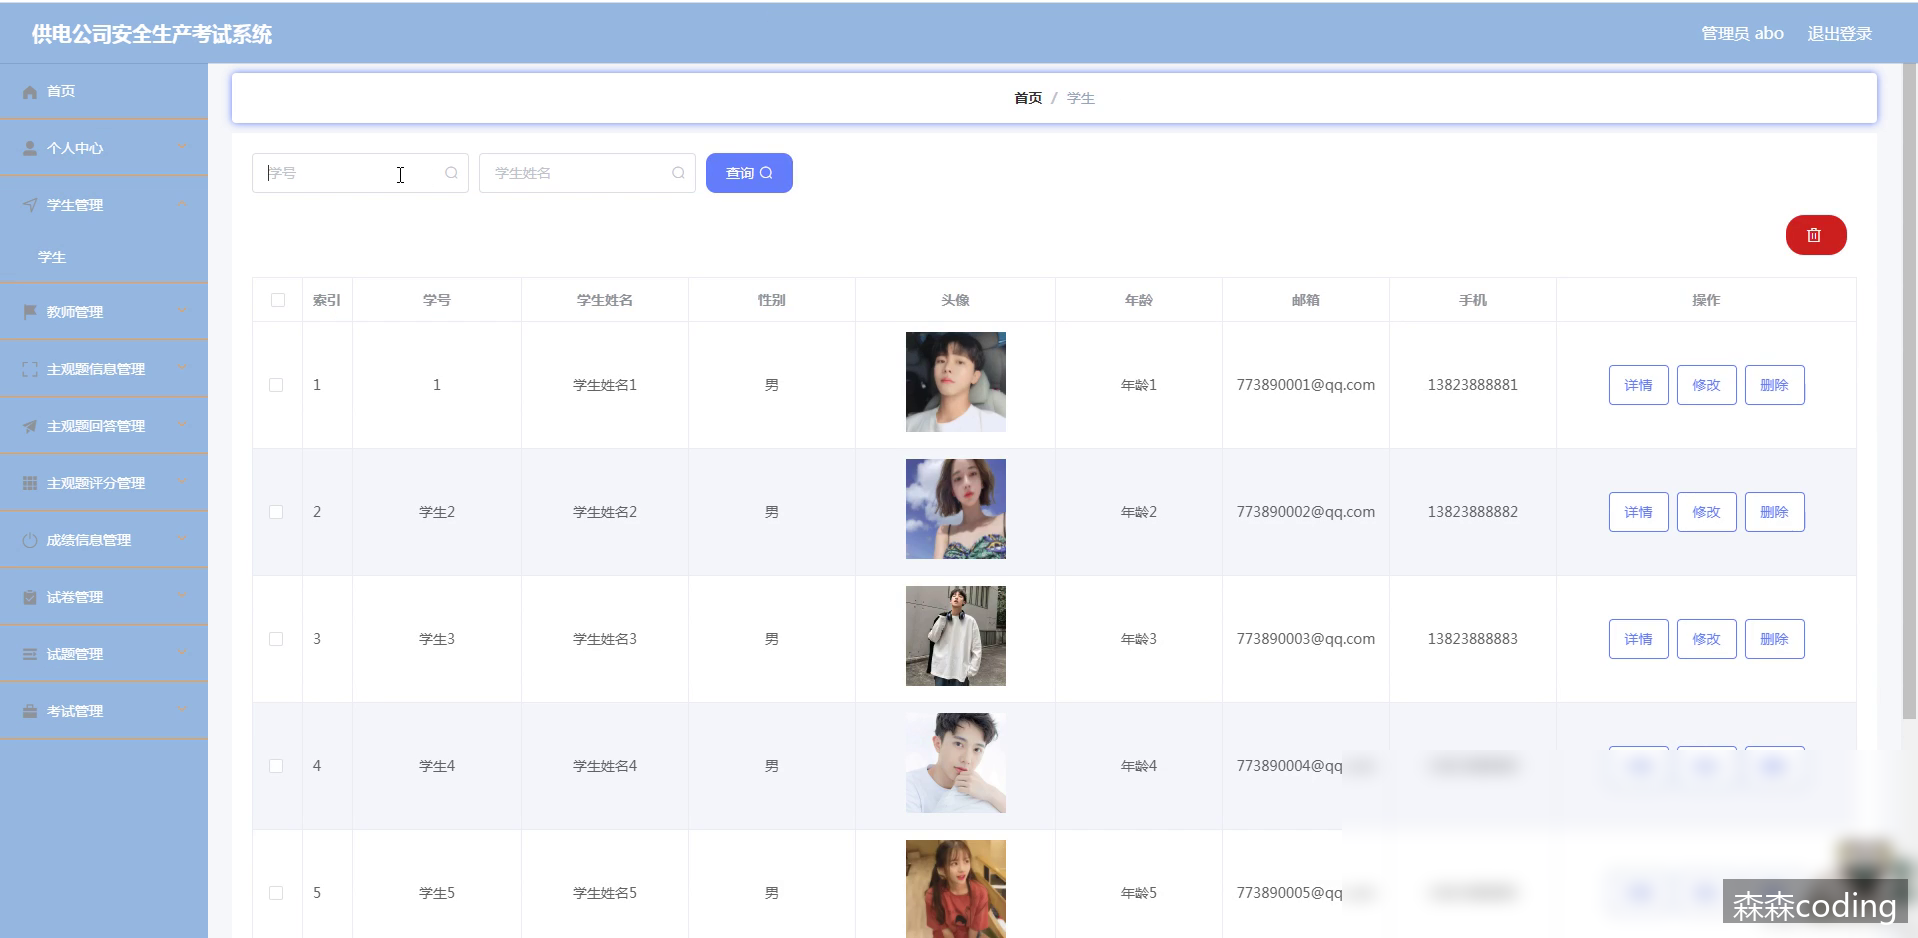 供电公司安全生产考试系统
管理员 abo 退出登录
首页
个人中心
学生管理
学生
教师管理
主观题信息管理
主观题回答管理
主观题评分管理
成绩信息管理
试卷管理
试题管理
考试管理
首页 / 学生
学号 学生姓名 查询
索引 学号 学生姓名 性别 头像 年龄 邮箱 手机 操作
1 1 学生姓名1 男 年龄1 773890001@qq.com 13823888881 详情 修改 删除
2 学生2 学生姓名2 男 年龄2 773890002@qq.com 13823888882 详情 修改 删除
3 学生3 学生姓名3 男 年龄3 773890003@qq.com 13823888883 详情 修改 删除
4 学生4 学生姓名4 男 年龄4 773890004@qq
5 学生5 学生姓名5 男 年龄5 773890005@qq
森森coding